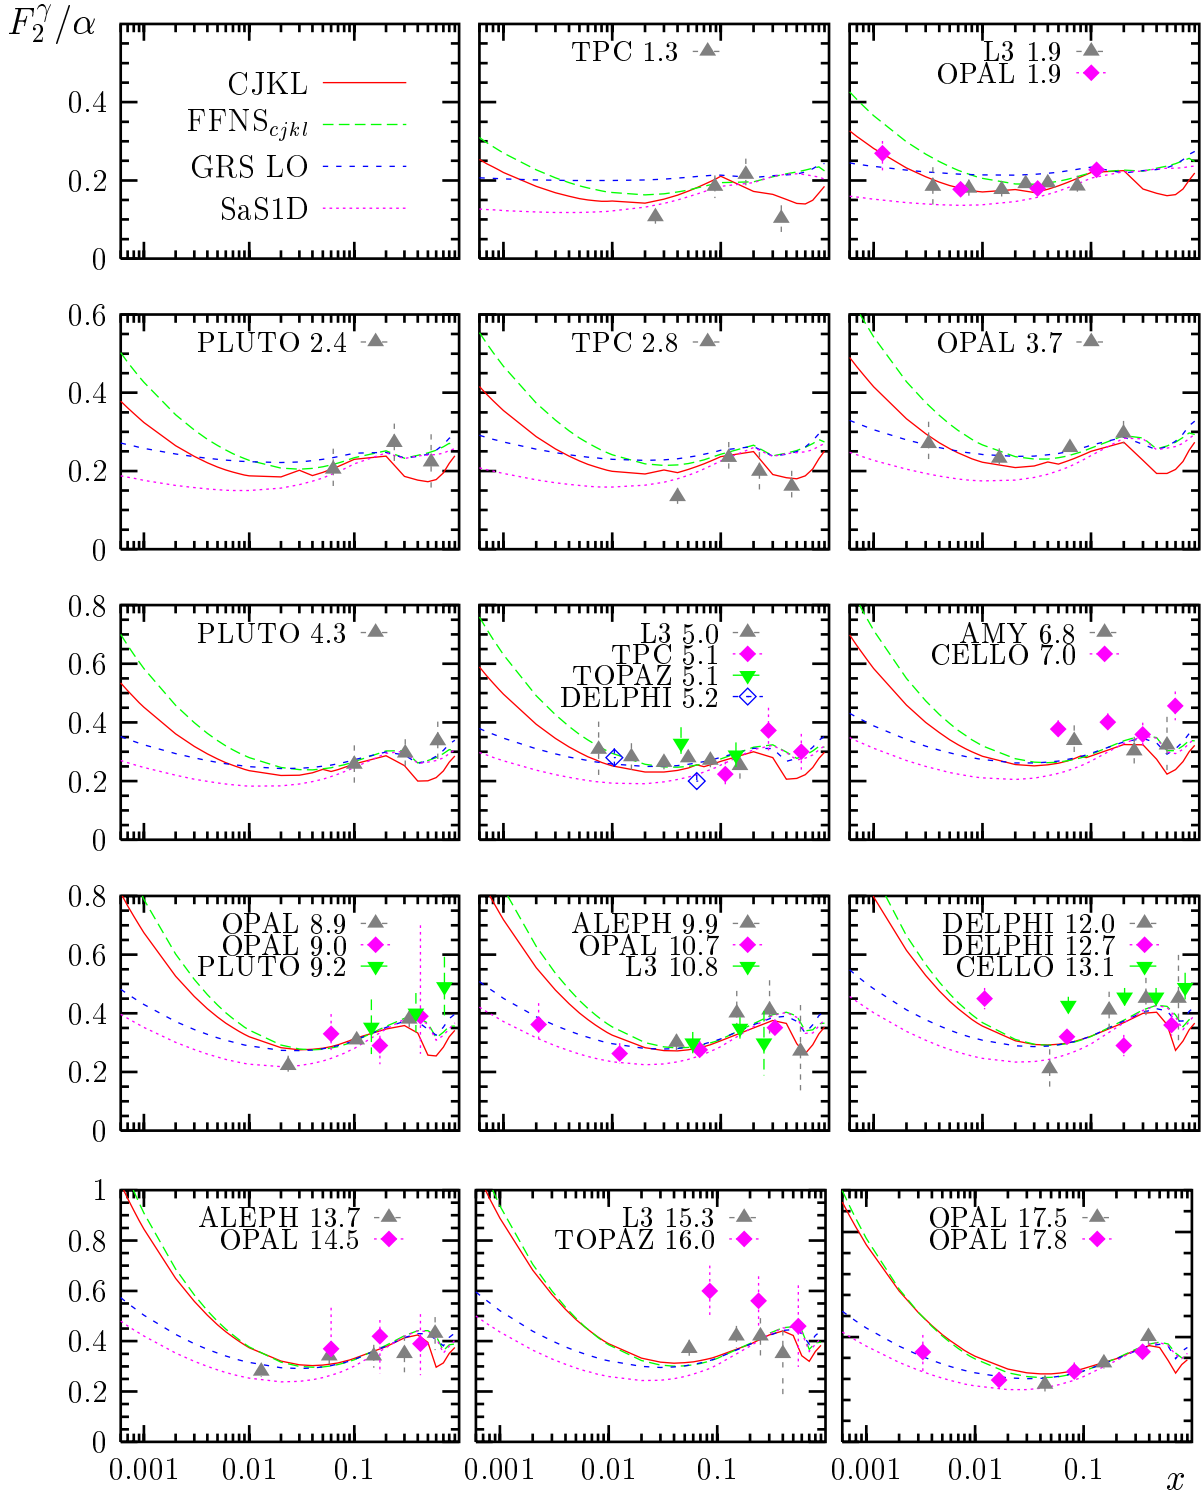 F₂^γ/α
TPC 1.3
L3 1.9
OPAL 1.9
CJKL
FFNS_cjkl
GRS LO
SaS1D
0.4
0.2
0
PLUTO 2.4
TPC 2.8
OPAL 3.7
0.6
0.4
0.2
0
PLUTO 4.3
L3 5.0
TPC 5.1
TOPAZ 5.1
DELPHI 5.2
AMY 6.8
CELLO 7.0
0.8
0.6
0.4
0.2
0
OPAL 8.9
OPAL 9.0
PLUTO 9.2
ALEPH 9.9
OPAL 10.7
L3 10.8
DELPHI 12.0
DELPHI 12.7
CELLO 13.1
0.8
0.6
0.4
0.2
0
ALEPH 13.7
OPAL 14.5
L3 15.3
TOPAZ 16.0
OPAL 17.5
OPAL 17.8
1
0.8
0.6
0.4
0.2
0
0.001 0.01 0.1 0.001 0.01 0.1 0.001 0.01 0.1
x